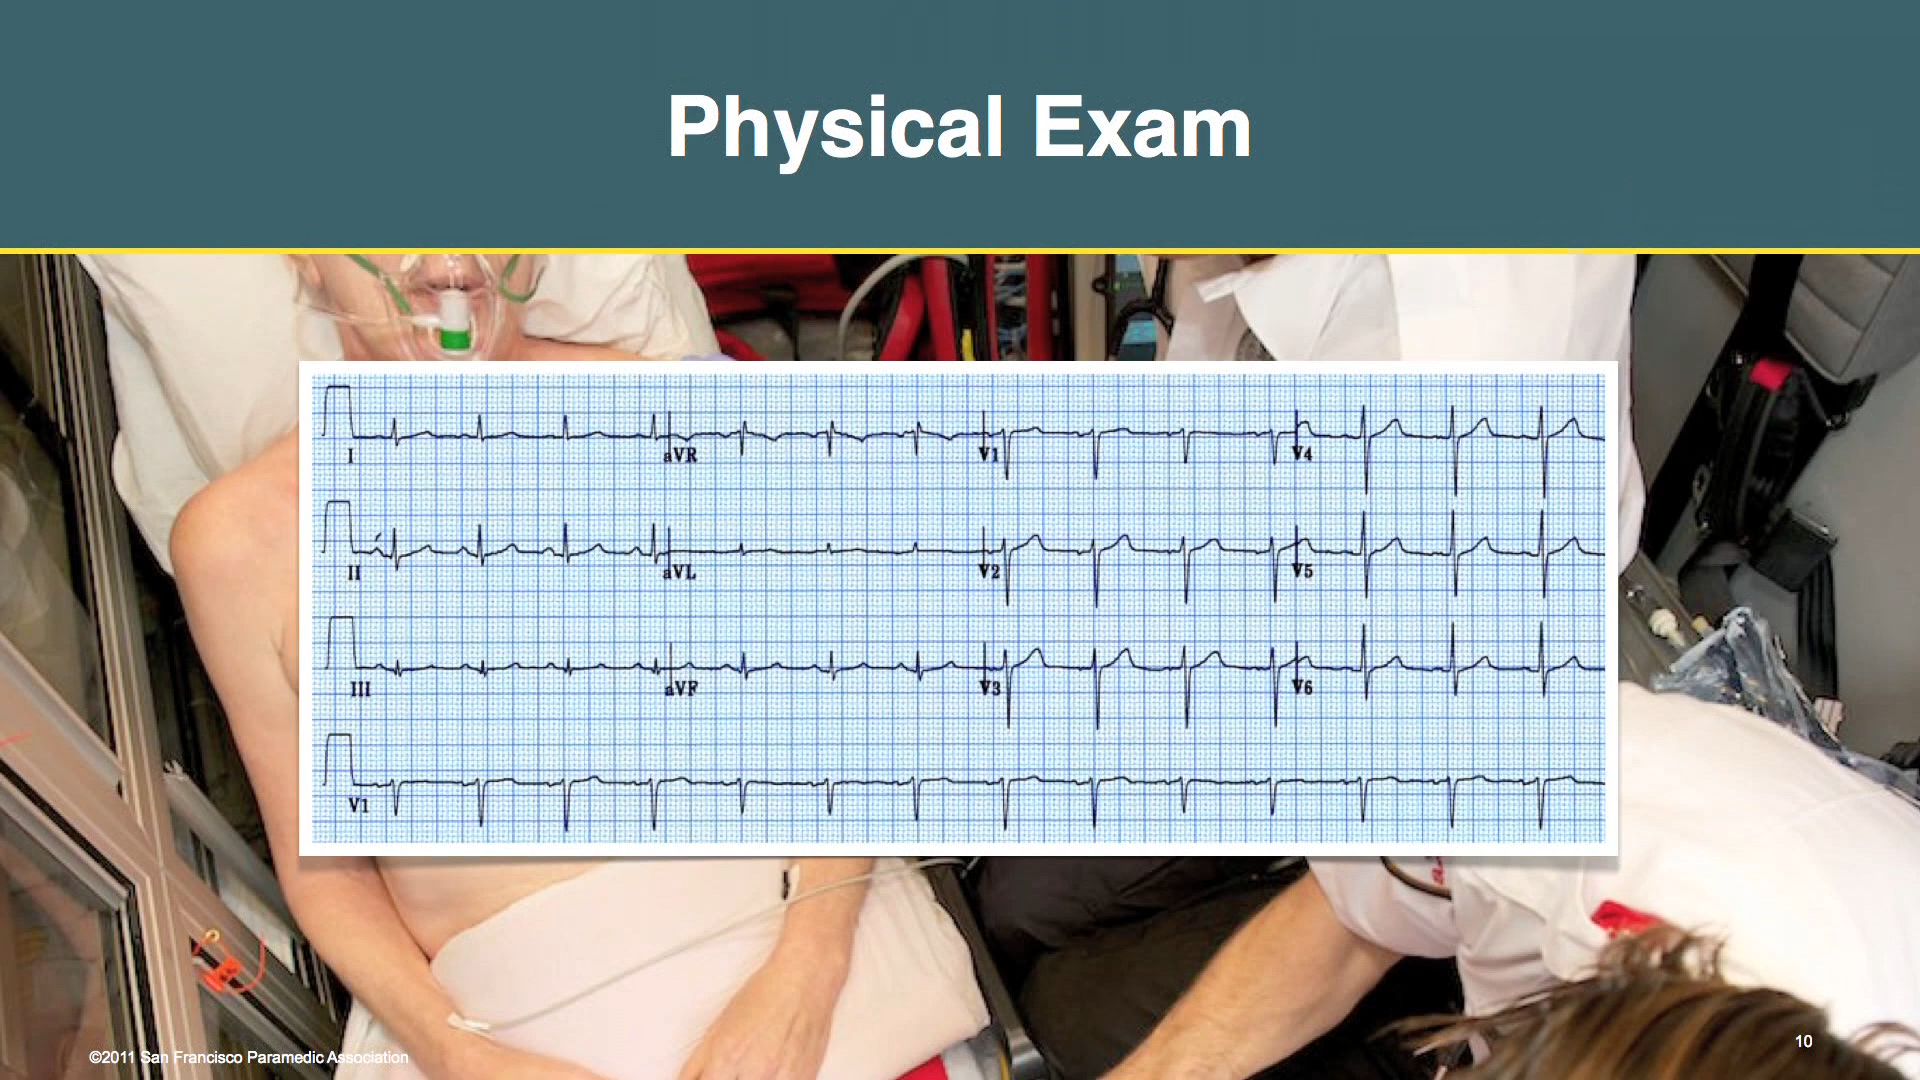 Physical Exam
I aVR V1 V4
II aVL V2 V5
III aVF V3 V6
V1
©2011 San Francisco Paramedic Association
10